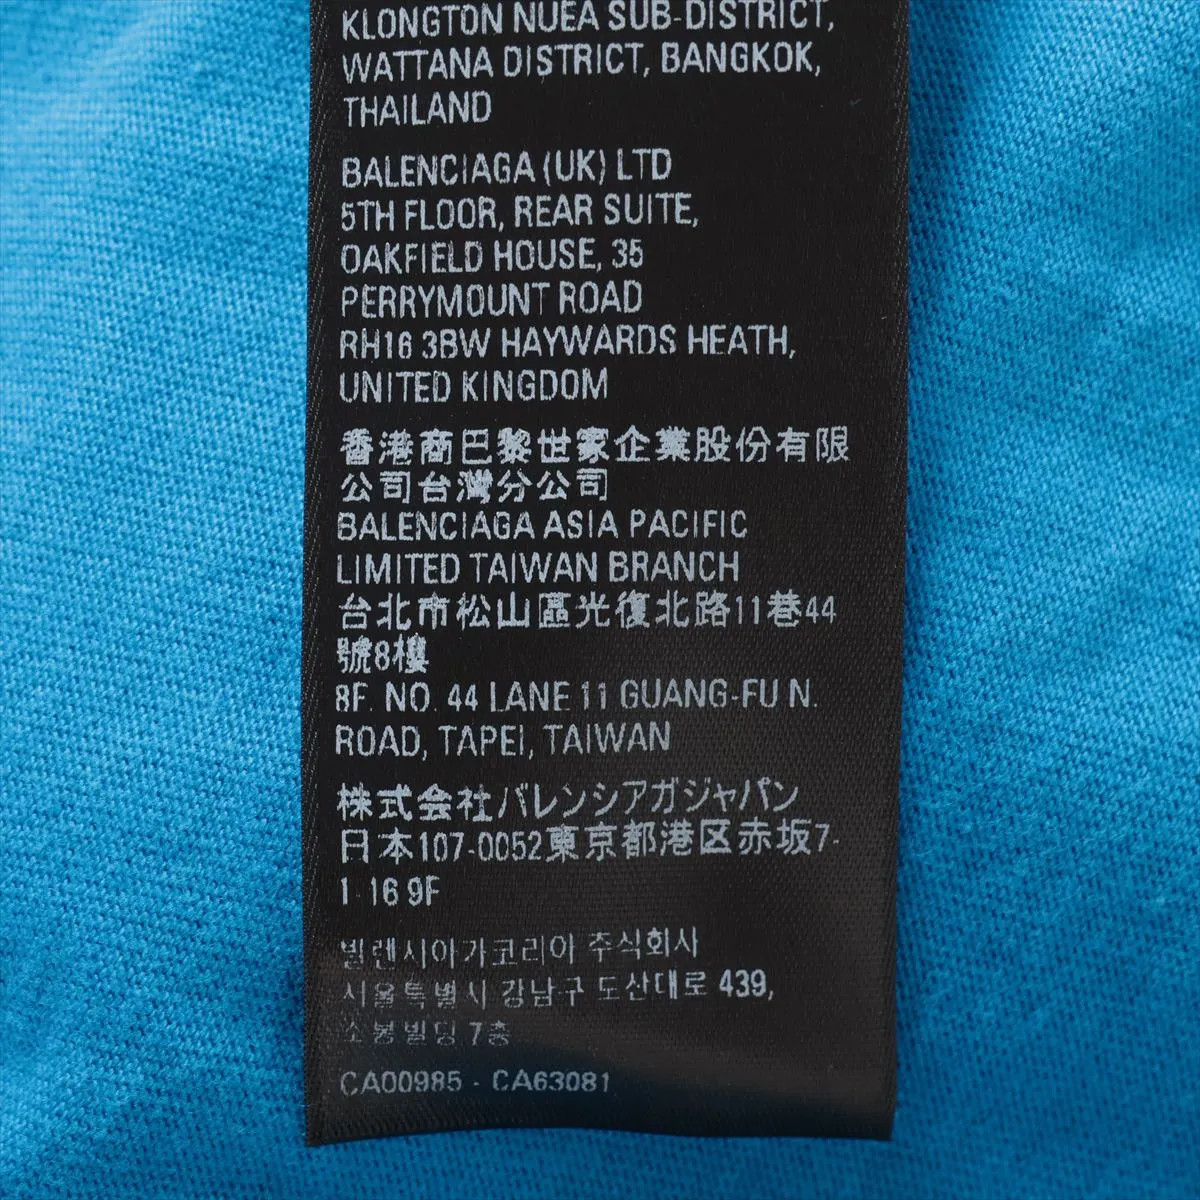 KLONGTON NUEA SUB-DISTRICT,
WATTANA DISTRICT, BANGKOK,
THAILAND
BALENCIAGA (UK) LTD
5TH FLOOR, REAR SUITE,
OAKFIELD HOUSE, 35
PERRYMOUNT ROAD
RH16 3BW HAYWARDS HEATH,
UNITED KINGDOM
香港商巴黎世家企業股份有限
公司台灣分公司
BALENCIAGA ASIA PACIFIC
LIMITED TAIWAN BRANCH
台北市松山區光復北路11巷44
號8樓
8F. NO. 44 LANE 11 GUANG-FU N.
ROAD, TAPEI, TAIWAN
株式会社バレンシアガジャパン
日本107-0052東京都港区赤坂7-
1-16 9F
발렌시아가코리아 주식회사
서울특별시 강남구 도산대로 439,
소봉빌딩 7층
CA00985 - CA63081